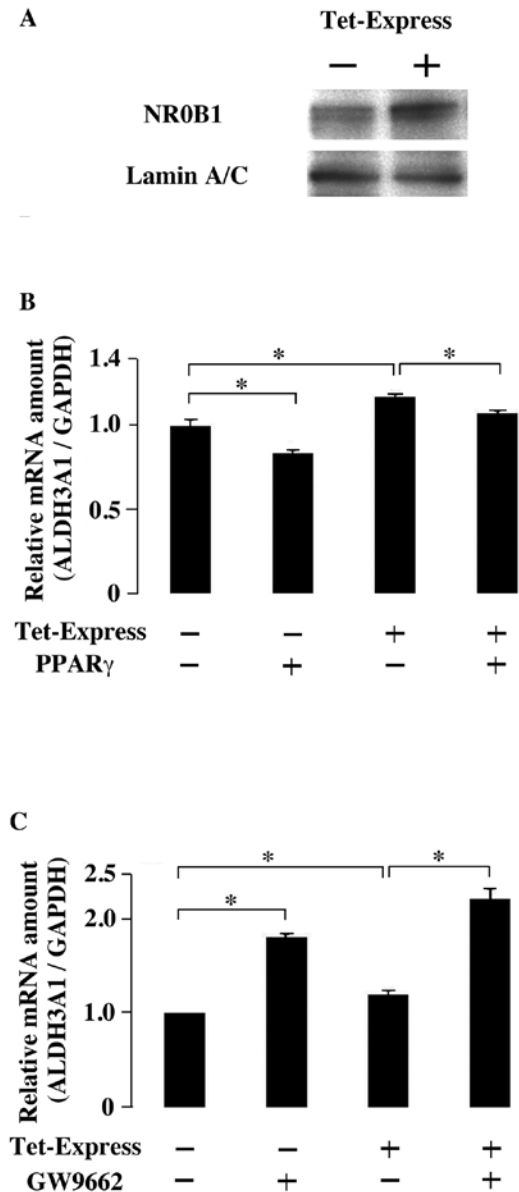 A
Tet-Express
− +
NR0B1
Lamin A/C
B
Relative mRNA amount
(ALDH3A1 / GAPDH)
1.4
1.0
0.5
0
* * *
Tet-Express − − + +
PPARγ − + − +
C
Relative mRNA amount
(ALDH3A1 / GAPDH)
2.5
2.0
1.0
0
* * *
Tet-Express − − + +
GW9662 − + − +